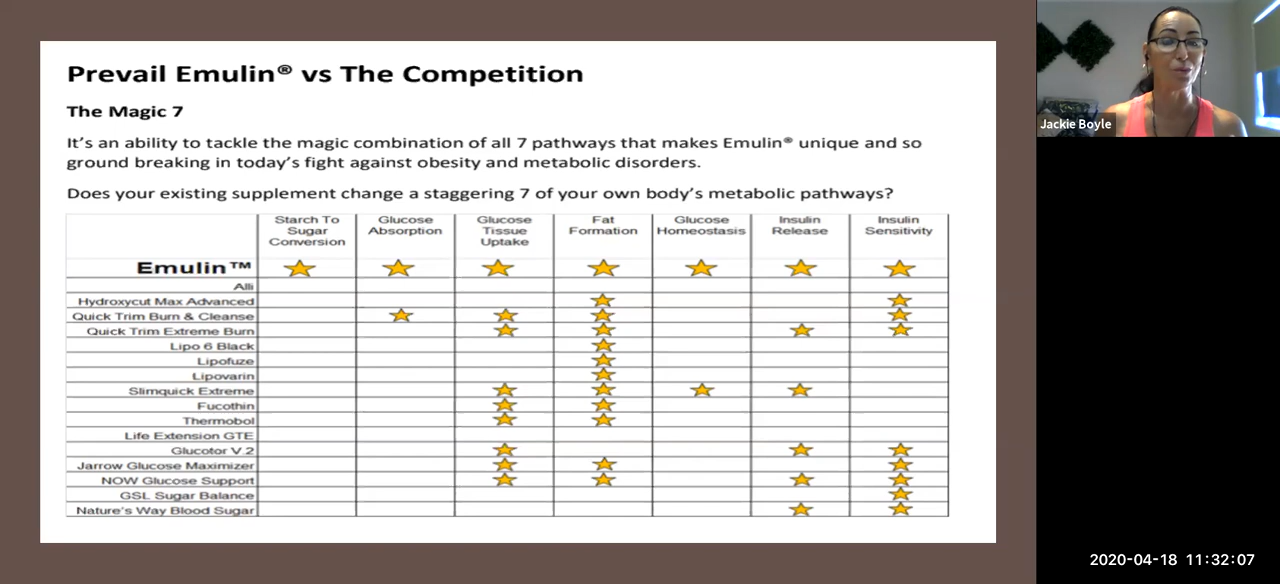 Prevail Emulin® vs The Competition
The Magic 7
It's an ability to tackle the magic combination of all 7 pathways that makes Emulin® unique and so
ground breaking in today's fight against obesity and metabolic disorders.
Does your existing supplement change a staggering 7 of your own body's metabolic pathways?
Starch To Sugar Conversion
Glucose Absorption
Glucose Tissue Uptake
Fat Formation
Glucose Homeostasis
Insulin Release
Insulin Sensitivity
Emulin™
Alli
Hydroxycut Max Advanced
Quick Trim Burn & Cleanse
Quick Trim Extreme Burn
Lipo 6 Black
Lipofuze
Lipovarin
Slimquick Extreme
Fucothin
Thermobol
Life Extension GTE
Glucotor V.2
Jarrow Glucose Maximizer
NOW Glucose Support
GSL Sugar Balance
Nature's Way Blood Sugar
Jackie Boyle
2020-04-18 11:32:07